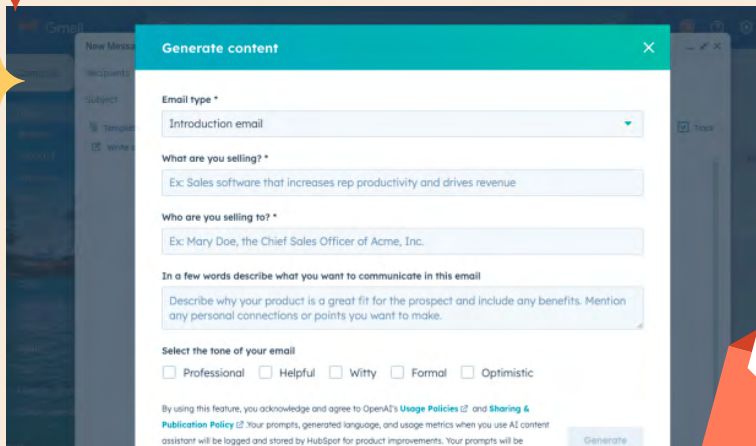 Gmail
New Messa
Generate content
Recipients
Subject
Email type *
Introduction email
Track
What are you selling? *
Ex: Sales software that increases rep productivity and drives revenue
Who are you selling to? *
Ex: Mary Doe, the Chief Sales Officer of Acme, Inc.
In a few words describe what you want to communicate in this email
Describe why your product is a great fit for the prospect and include any benefits. Mention
any personal connections or points you want to make.
Select the tone of your email
Professional Helpful Witty Formal Optimistic
By using this feature, you acknowledge and agree to OpenAI's Usage Policies and Sharing &
Publication Policy .Your prompts, generated language, and usage metrics when you use AI content
assistant will be logged and stored by HubSpot for product improvements. Your prompts will be
Generate